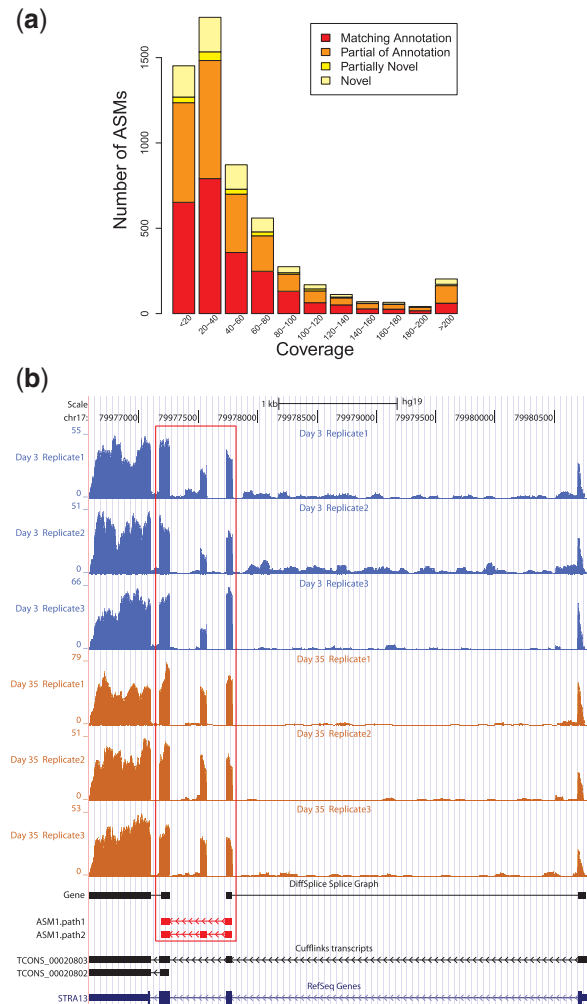 (a)
Number of ASMs
0
500
1000
1500
Matching Annotation
Partial of Annotation
Partially Novel
Novel
<20
20-40
40-60
60-80
80-100
100-120
120-140
140-160
160-180
180-200
>200
Coverage
(b)
Scale
1 kb
hg19
chr17:
79977000
79977500
79978000
79978500
79979000
79979500
79980000
79980500
55
Day 3 Replicate1
Day 3 Replicate1
0
51
Day 3 Replicate2
Day 3 Replicate2
0
66
Day 3 Replicate3
Day 3 Replicate3
0
79
Day 35 Replicate1
Day 35 Replicate1
0
51
Day 35 Replicate2
Day 35 Replicate2
0
53
Day 35 Replicate3
Day 35 Replicate3
0
DiffSplice Splice Graph
Gene
ASM1.path1
ASM1.path2
Cufflinks transcripts
TCONS_00020803
TCONS_00020802
RefSeq Genes
STRA13